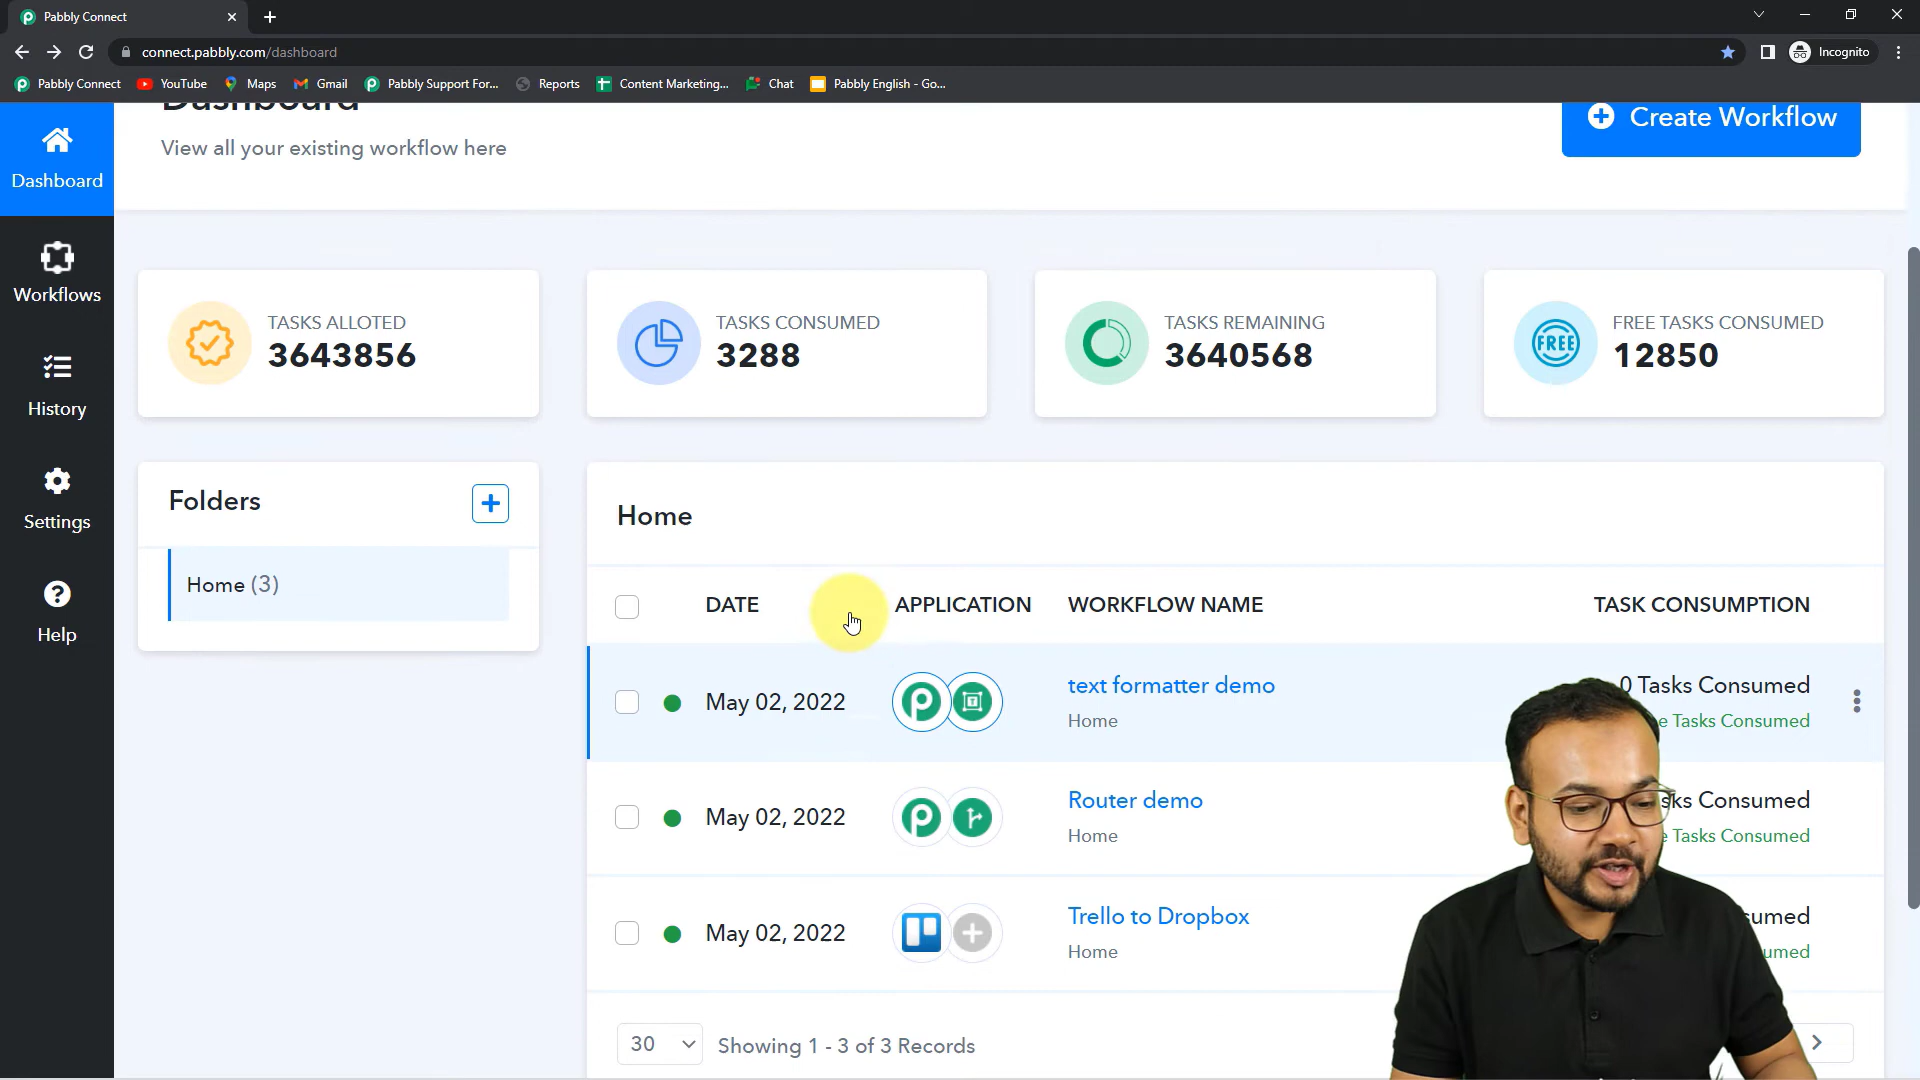 Pabbly Connect
connect.pabbly.com/dashboard
Incognito
Pabbly Connect
YouTube
Maps
Gmail
Pabbly Support For...
Reports
Content Marketing...
Chat
Pabbly English - Go...
Dashboard
View all your existing workflow here
Create Workflow
Dashboard
Workflows
History
Settings
Help
TASKS ALLOTED
3643856
TASKS CONSUMED
3288
TASKS REMAINING
3640568
FREE
FREE TASKS CONSUMED
12850
Folders
Home (3)
Home
DATE APPLICATION WORKFLOW NAME TASK CONSUMPTION
May 02, 2022 text formatter demo 0 Tasks Consumed
Home Tasks Consumed
May 02, 2022 Router demo Consumed
Home Tasks Consumed
May 02, 2022 Trello to Dropbox
Home
30 Showing 1 - 3 of 3 Records